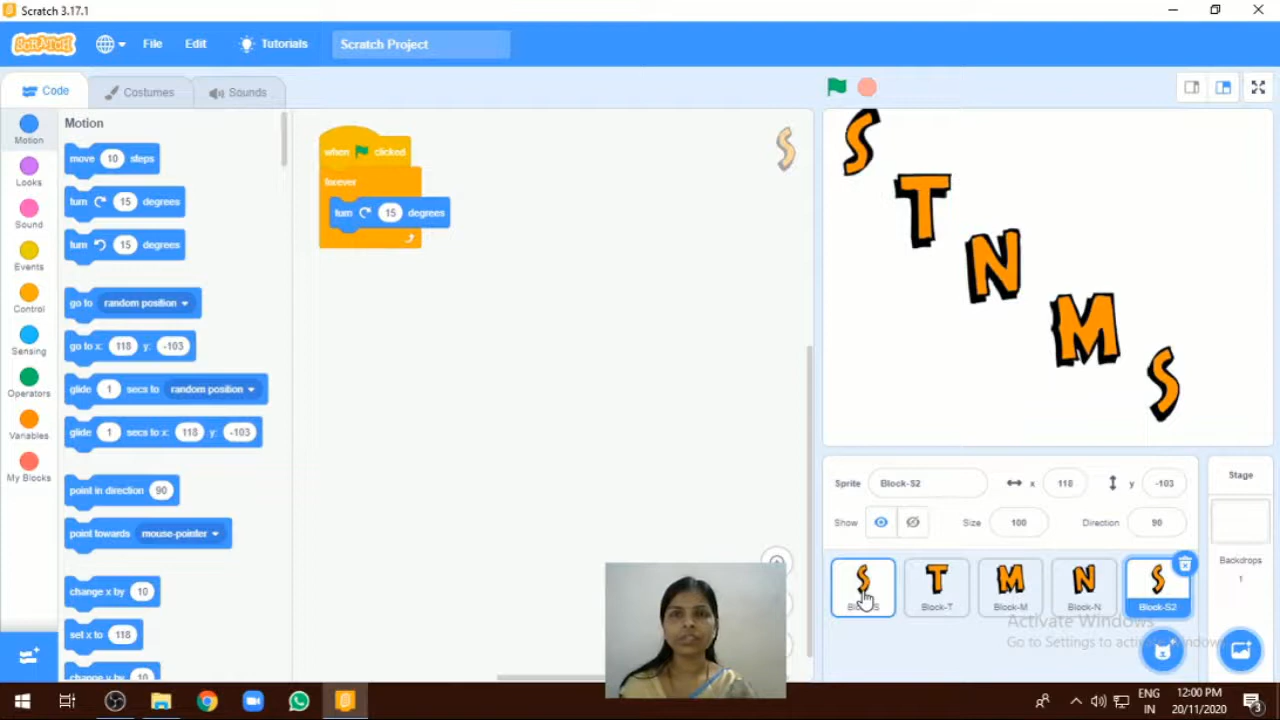 Scratch 3.17.1
SCRATCH File Edit Tutorials Scratch Project
Code Costumes Sounds
Motion
Looks
Sound
Events
Control
Sensing
Operators
Variables
My Blocks
Motion
move 10 steps
turn 15 degrees
turn 15 degrees
go to random position
go to x: 118 y: -103
glide 1 secs to random position
glide 1 secs to x: 118 y: -103
point in direction 90
point towards mouse-pointer
change x by 10
set x to 118
change y by 10
when clicked
forever
turn 15 degrees
S
S
T
N
M
S
Sprite Block-S2 x 118 y -103
Show Size 100 Direction 90
S T M N S
Block-T Block-M Block-N Block-S2
Stage
Backdrops
1
Activate Windows
Go to Settings to activate Windows.
ENG
IN
12:00 PM
20/11/2020
3